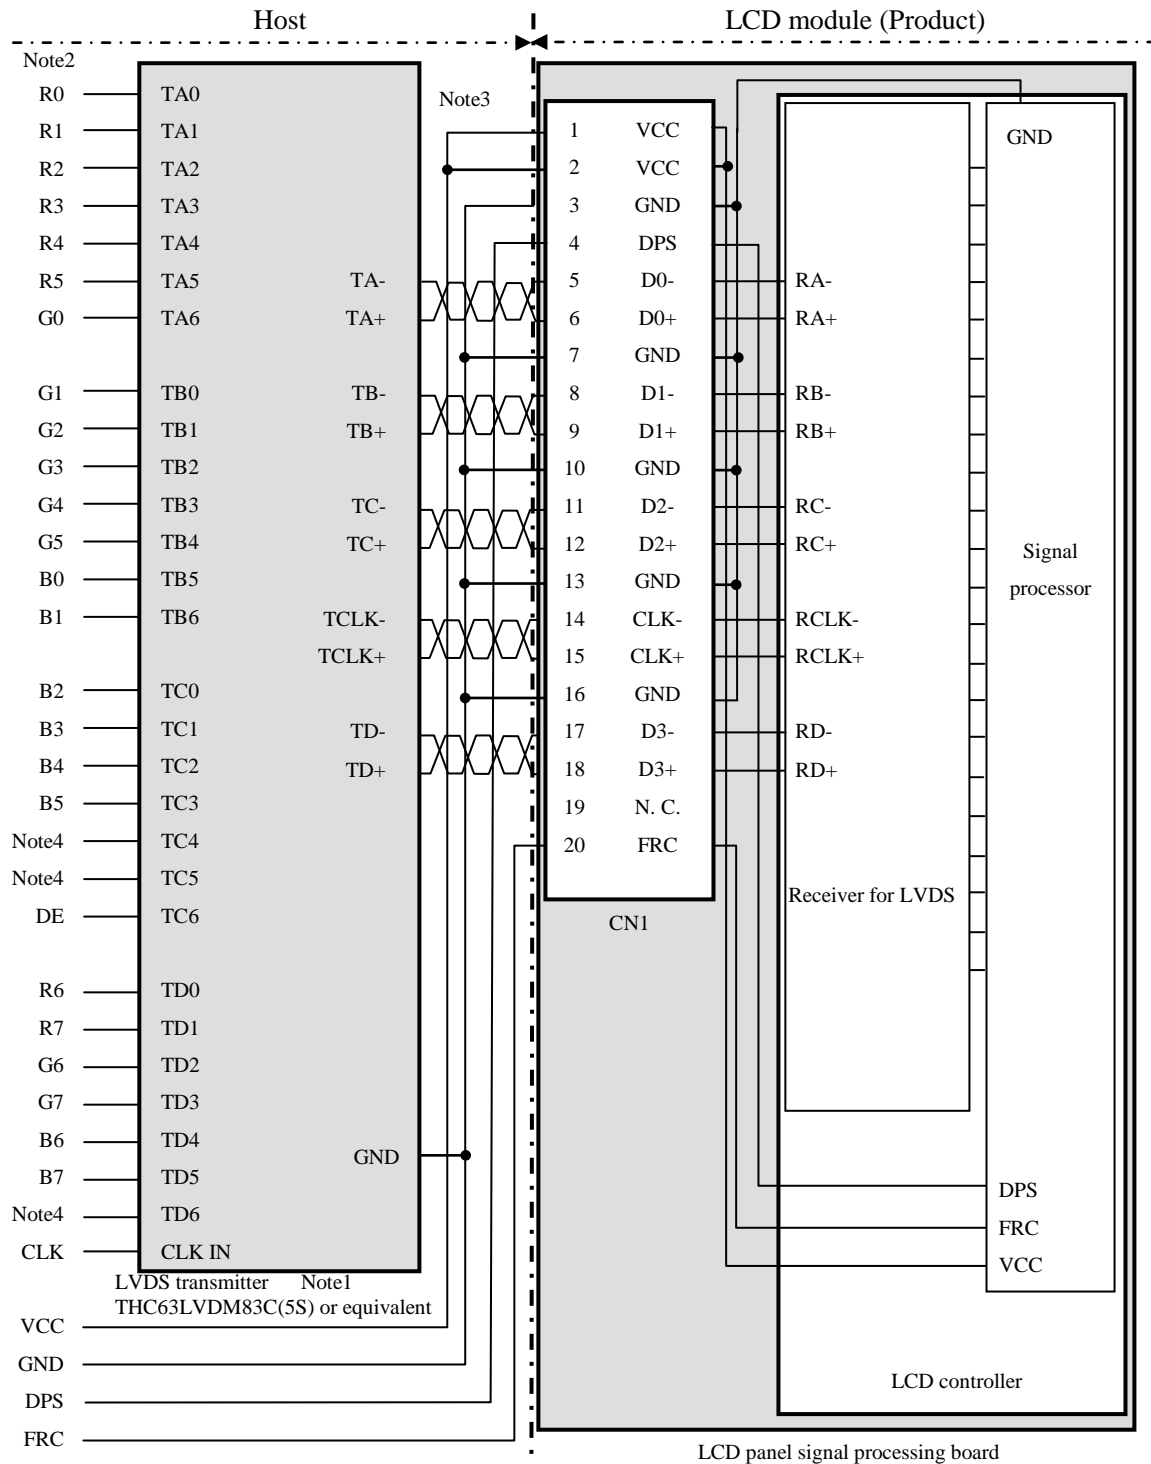 Host
LCD module (Product)
Note2
Note3
R0 TA0
R1 TA1
R2 TA2
R3 TA3
R4 TA4
R5 TA5 TA-
G0 TA6 TA+
G1 TB0 TB-
G2 TB1 TB+
G3 TB2
G4 TB3 TC-
G5 TB4 TC+
B0 TB5
B1 TB6 TCLK-
TCLK+
B2 TC0
B3 TC1 TD-
B4 TC2 TD+
B5 TC3
Note4 TC4
Note4 TC5
DE TC6
R6 TD0
R7 TD1
G6 TD2
G7 TD3
B6 TD4
GND
B7 TD5
Note4 TD6
CLK CLK IN
LVDS transmitter Note1
THC63LVDM83C(5S) or equivalent
VCC
GND
DPS
FRC
1 VCC
2 VCC
3 GND
4 DPS
5 D0- RA-
6 D0+ RA+
7 GND
8 D1- RB-
9 D1+ RB+
10 GND
11 D2- RC-
12 D2+ RC+
13 GND
14 CLK- RCLK-
15 CLK+ RCLK+
16 GND
17 D3- RD-
18 D3+ RD+
19 N. C.
20 FRC
CN1
Receiver for LVDS
GND
Signal
processor
DPS
FRC
VCC
LCD controller
LCD panel signal processing board